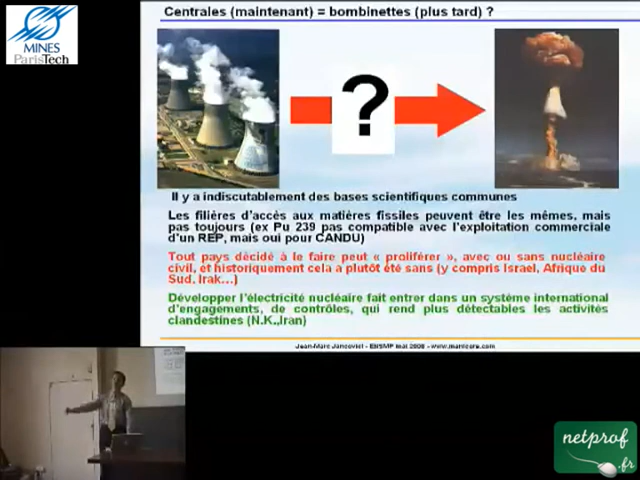 Centrales (maintenant) = bombinettes (plus tard) ?
MINES
ParisTech
?
Il y a indiscutablement des bases scientifiques communes
Les filières d'accès aux matières fissiles peuvent être les mêmes, mais
pas toujours (ex Pu 239 pas compatible avec l'exploitation commerciale
d'un REP, mais oui pour CANDU)
Tout pays décidé à le faire peut « proliférer », avec ou sans nucléaire
civil, et historiquement cela a plutôt été sans (y compris Israel, Afrique du
Sud, Irak…)
Développer l'électricité nucléaire fait entrer dans un système international
d'engagements, de contrôles, qui rend plus détectables les activités
clandestines (N.K.,Iran)
Jean-Marc Jancovici - ENSMP mai 2008 - www.manicore.com
netprof
.fr